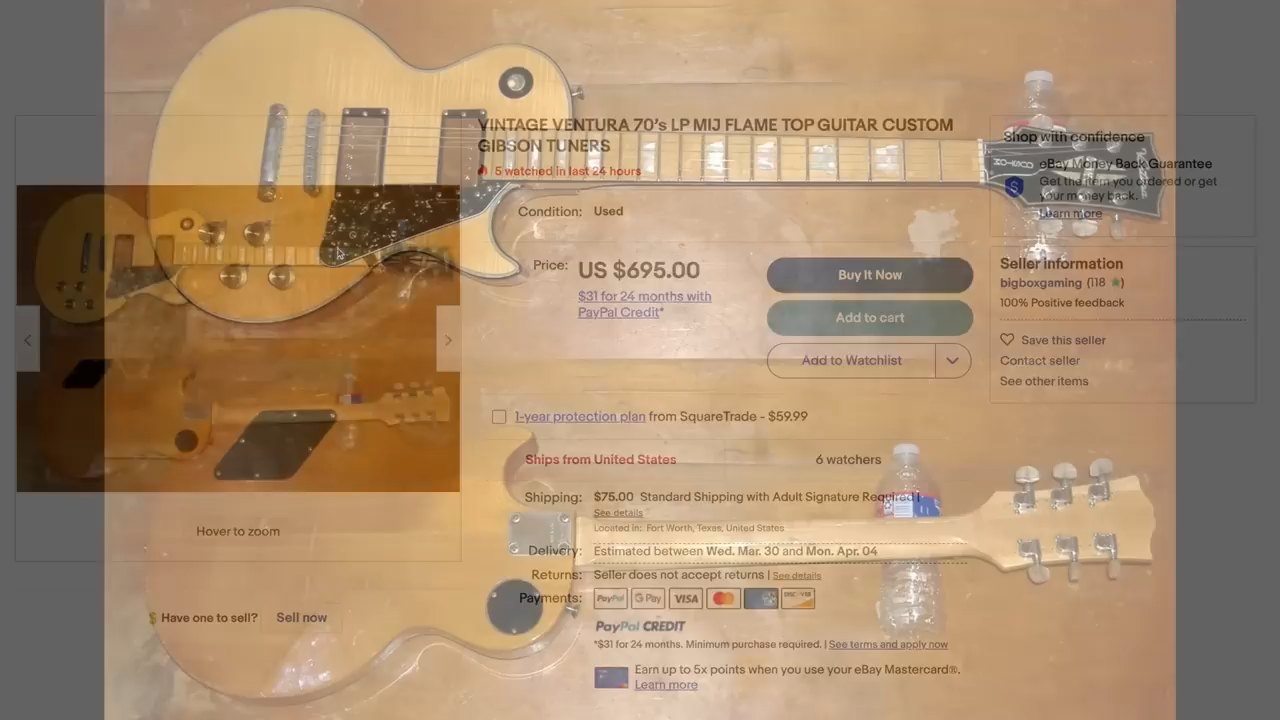 VINTAGE VENTURA 70's LP MIJ FLAME TOP GUITAR CUSTOM
GIBSON TUNERS
5 watched in last 24 hours
Condition: Used
Price: US $695.00
$31 for 24 months with
PayPal Credit*
Buy It Now
Add to cart
Add to Watchlist
1-year protection plan from SquareTrade - $59.99
Ships from United States
6 watchers
Shipping: $75.00 Standard Shipping with Adult Signature Required |
See details
Located in: Fort Worth, Texas, United States
Delivery: Estimated between Wed. Mar. 30 and Mon. Apr. 04
Returns: Seller does not accept returns | See details
Payments: PayPal G Pay VISA DISCOVER
PayPal CREDIT
*$31 for 24 months. Minimum purchase required. | See terms and apply now
Earn up to 5x points when you use your eBay Mastercard®.
Learn more
Hover to zoom
Have one to sell? Sell now
Shop with confidence
eBay Money Back Guarantee
Get the item you ordered or get
your money back.
Learn more
Seller information
bigboxgaming (118)
100% Positive feedback
Save this seller
Contact seller
See other items